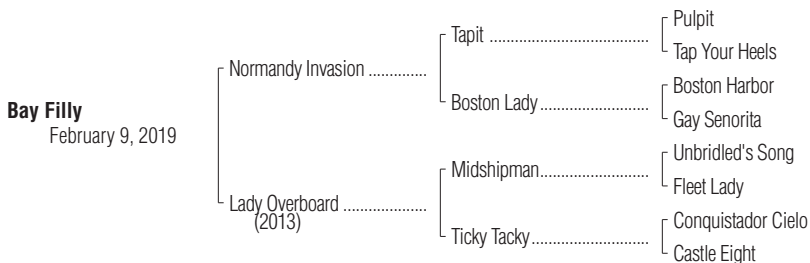 Pulpit
Tapit ........................................
Tap Your Heels
Normandy Invasion .............
Boston Harbor
Boston Lady........................................
Gay Senorita
Bay Filly
February 9, 2019
Unbridled's Song
Midshipman........................................
Fleet Lady
Lady Overboard ..................
(2013)
Conquistador Cielo
Ticky Tacky........................................
Castle Eight